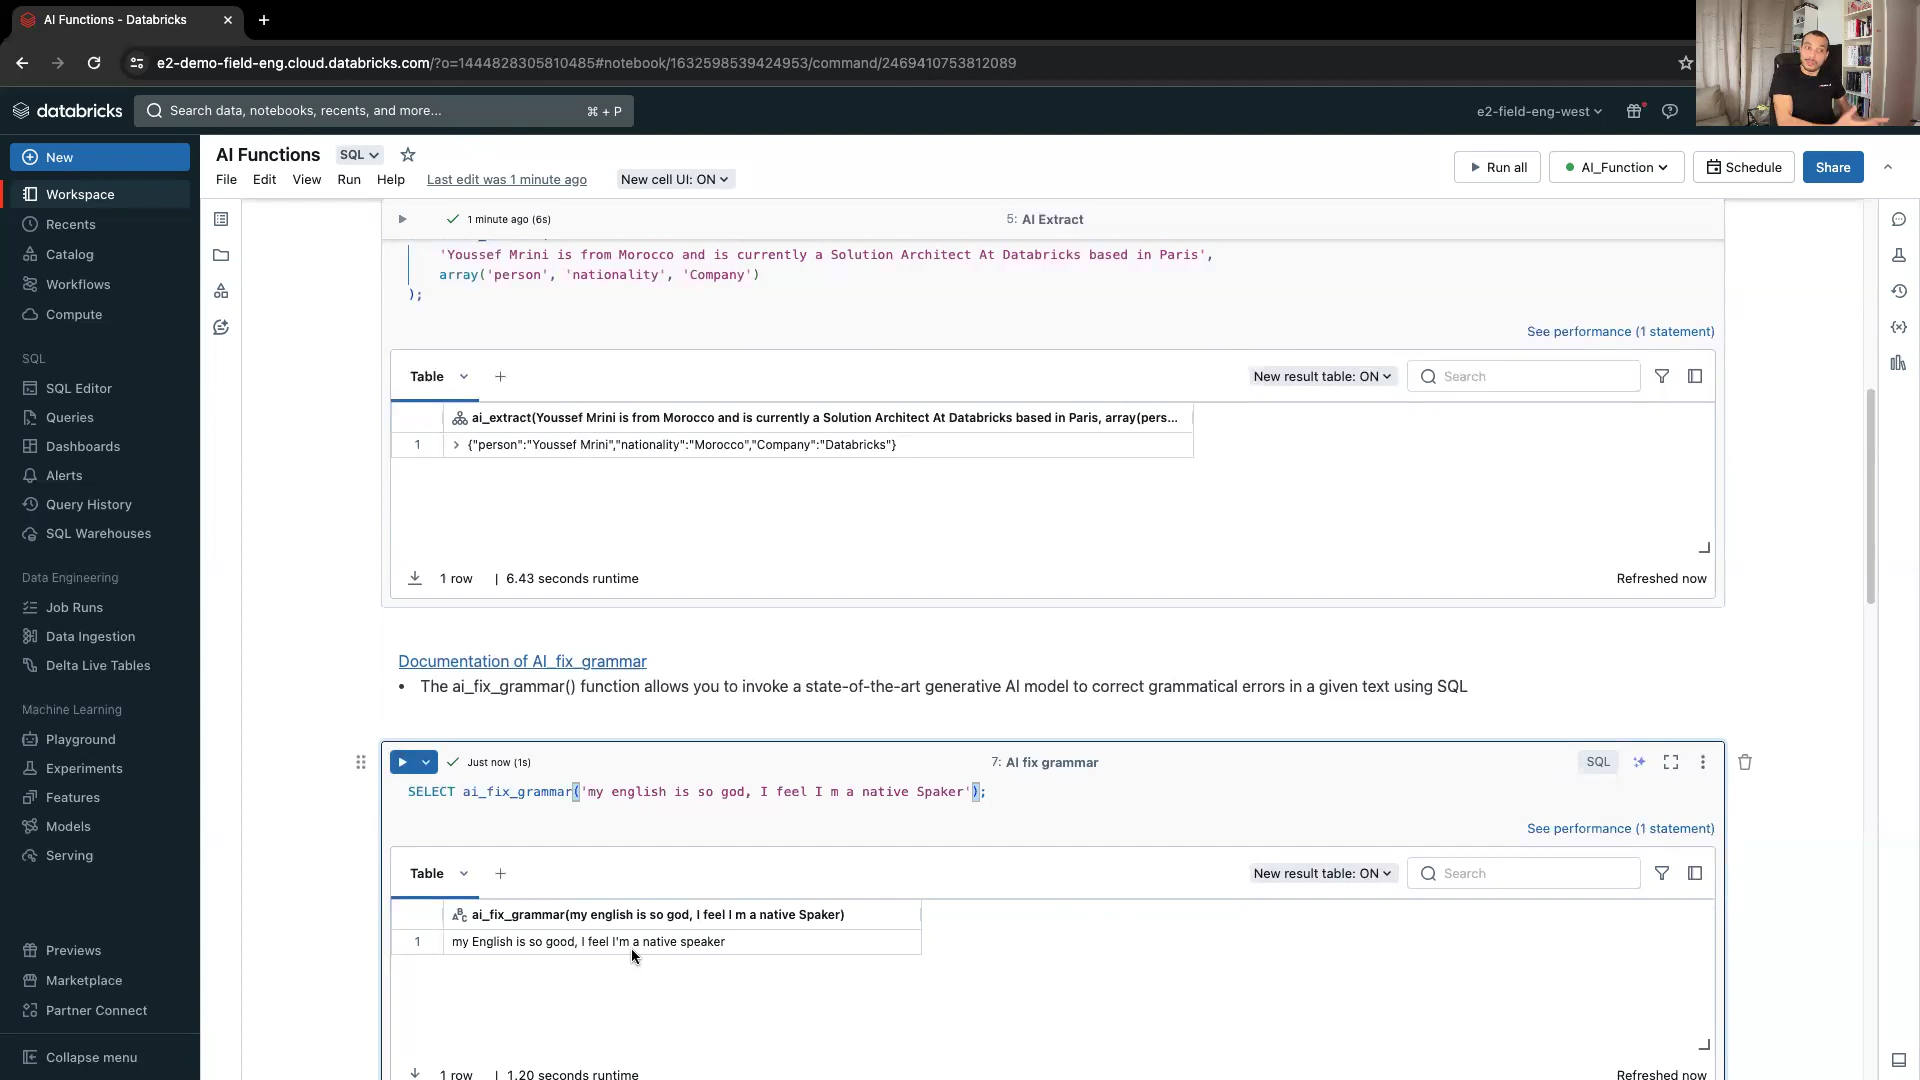 AI Functions - Databricks
e2-demo-field-eng.cloud.databricks.com/?o=1444828305810485#notebook/1632598539424953/command/2469410753812089
databricks
Search data, notebooks, recents, and more...
⌘ + P
e2-field-eng-west
New
Workspace
Recents
Catalog
Workflows
Compute
SQL
SQL Editor
Queries
Dashboards
Alerts
Query History
SQL Warehouses
Data Engineering
Job Runs
Data Ingestion
Delta Live Tables
Machine Learning
Playground
Experiments
Features
Models
Serving
Previews
Marketplace
Partner Connect
Collapse menu
AI Functions
SQL
File Edit View Run Help Last edit was 1 minute ago New cell UI: ON
Run all
AI_Function
Schedule
Share
1 minute ago (6s)
5: AI Extract
'Youssef Mrini is from Morocco and is currently a Solution Architect At Databricks based in Paris',
array('person', 'nationality', 'Company')
);
See performance (1 statement)
Table
New result table: ON
Search
ai_extract(Youssef Mrini is from Morocco and is currently a Solution Architect At Databricks based in Paris, array(pers...
1 {"person":"Youssef Mrini","nationality":"Morocco","Company":"Databricks"}
1 row | 6.43 seconds runtime
Refreshed now
Documentation of AI_fix_grammar
• The ai_fix_grammar() function allows you to invoke a state-of-the-art generative AI model to correct grammatical errors in a given text using SQL
Just now (1s)
7: AI fix grammar
SQL
SELECT ai_fix_grammar('my english is so god, I feel I m a native Spaker');
See performance (1 statement)
Table
New result table: ON
Search
ai_fix_grammar(my english is so god, I feel I m a native Spaker)
1 my English is so good, I feel I'm a native speaker
1 row | 1.20 seconds runtime
Refreshed now